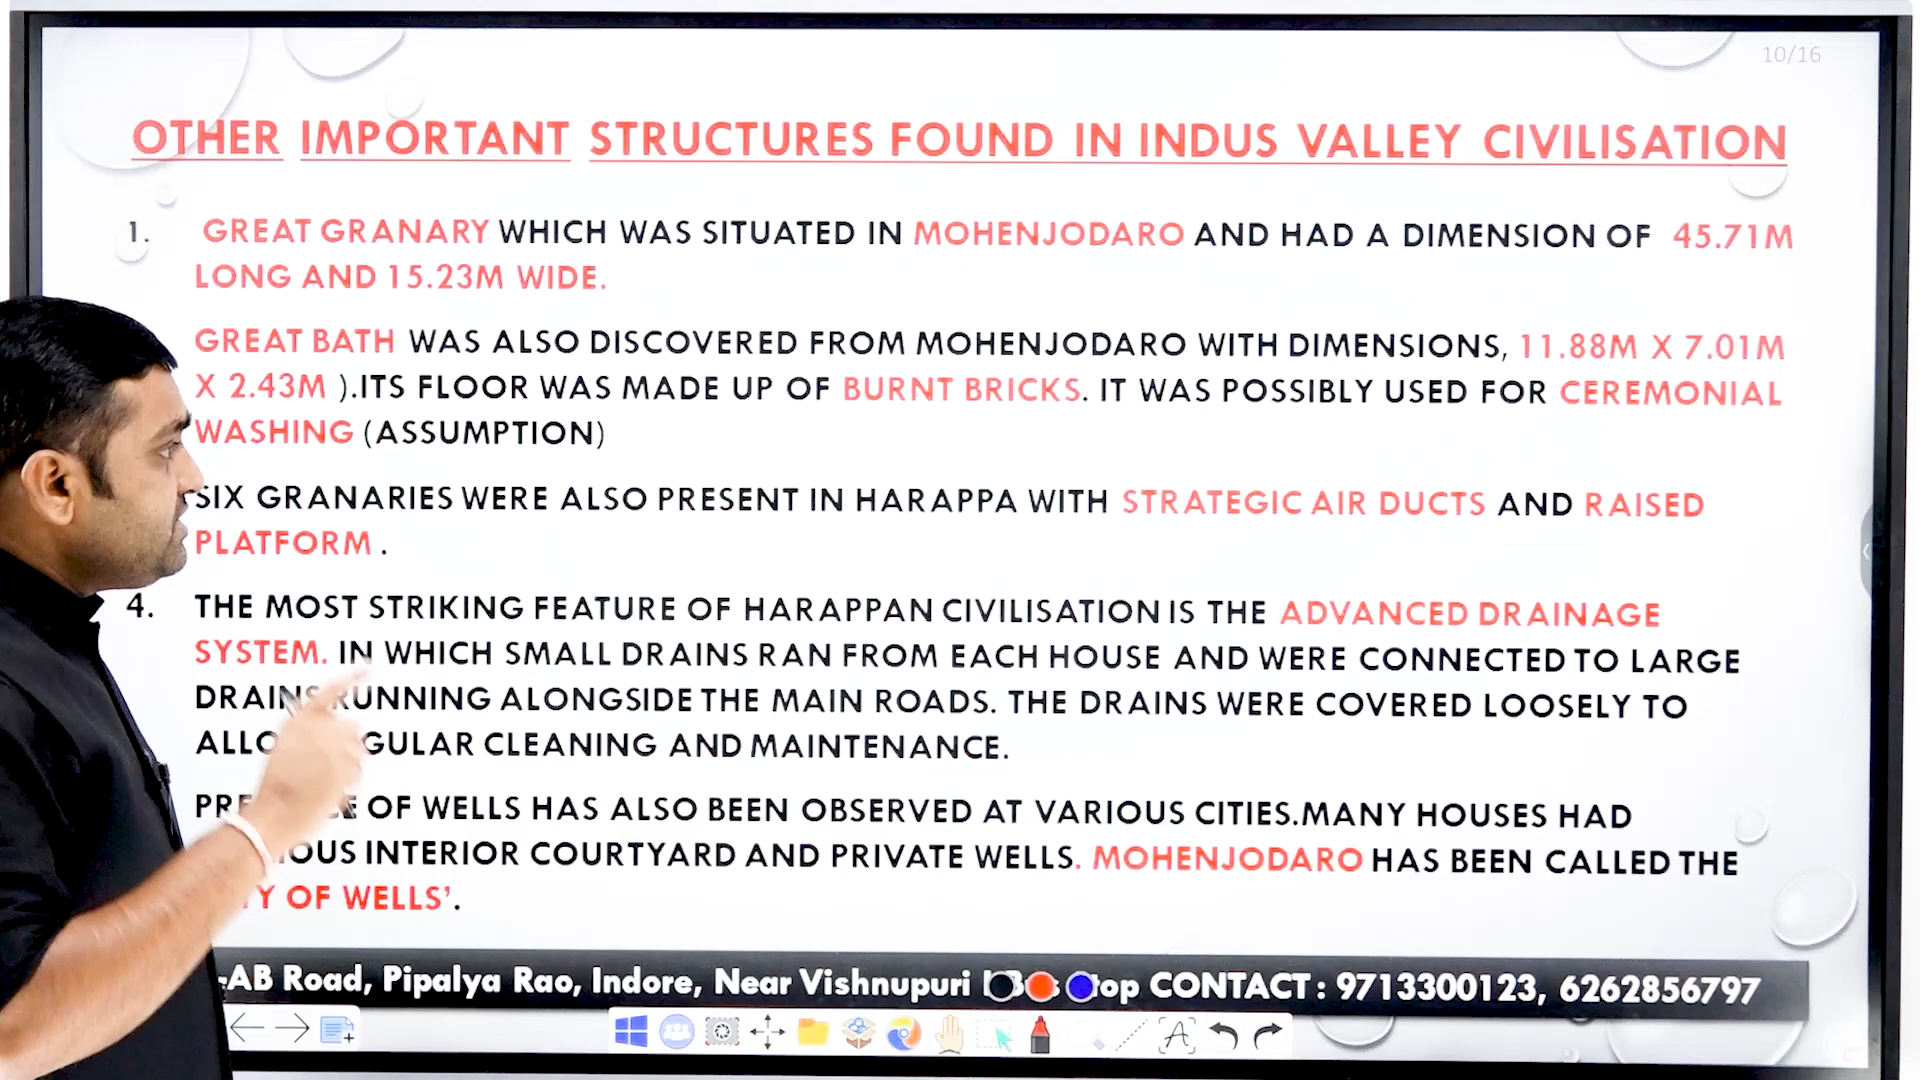 10/16
OTHER IMPORTANT STRUCTURES FOUND IN INDUS VALLEY CIVILISATION
1. GREAT GRANARY WHICH WAS SITUATED IN MOHENJODARO AND HAD A DIMENSION OF 45.71M
LONG AND 15.23M WIDE.
GREAT BATH WAS ALSO DISCOVERED FROM MOHENJODARO WITH DIMENSIONS, 11.88M X 7.01M
X 2.43M ).ITS FLOOR WAS MADE UP OF BURNT BRICKS. IT WAS POSSIBLY USED FOR CEREMONIAL
WASHING (ASSUMPTION)
SIX GRANARIES WERE ALSO PRESENT IN HARAPPA WITH STRATEGIC AIR DUCTS AND RAISED
PLATFORM .
4. THE MOST STRIKING FEATURE OF HARAPPAN CIVILISATION IS THE ADVANCED DRAINAGE
SYSTEM. IN WHICH SMALL DRAINS RAN FROM EACH HOUSE AND WERE CONNECTED TO LARGE
DRAINS RUNNING ALONGSIDE THE MAIN ROADS. THE DRAINS WERE COVERED LOOSELY TO
CLEANING AND MAINTENANCE.
OF WELLS HAS ALSO BEEN OBSERVED AT VARIOUS CITIES.MANY HOUSES HAD
INTERIOR COURTYARD AND PRIVATE WELLS. MOHENJODARO HAS BEEN CALLED THE
OF WELLS’.
-AB Road, Pipalya Rao, Indore, Near Vishnupuri CONTACT : 9713300123, 6262856797